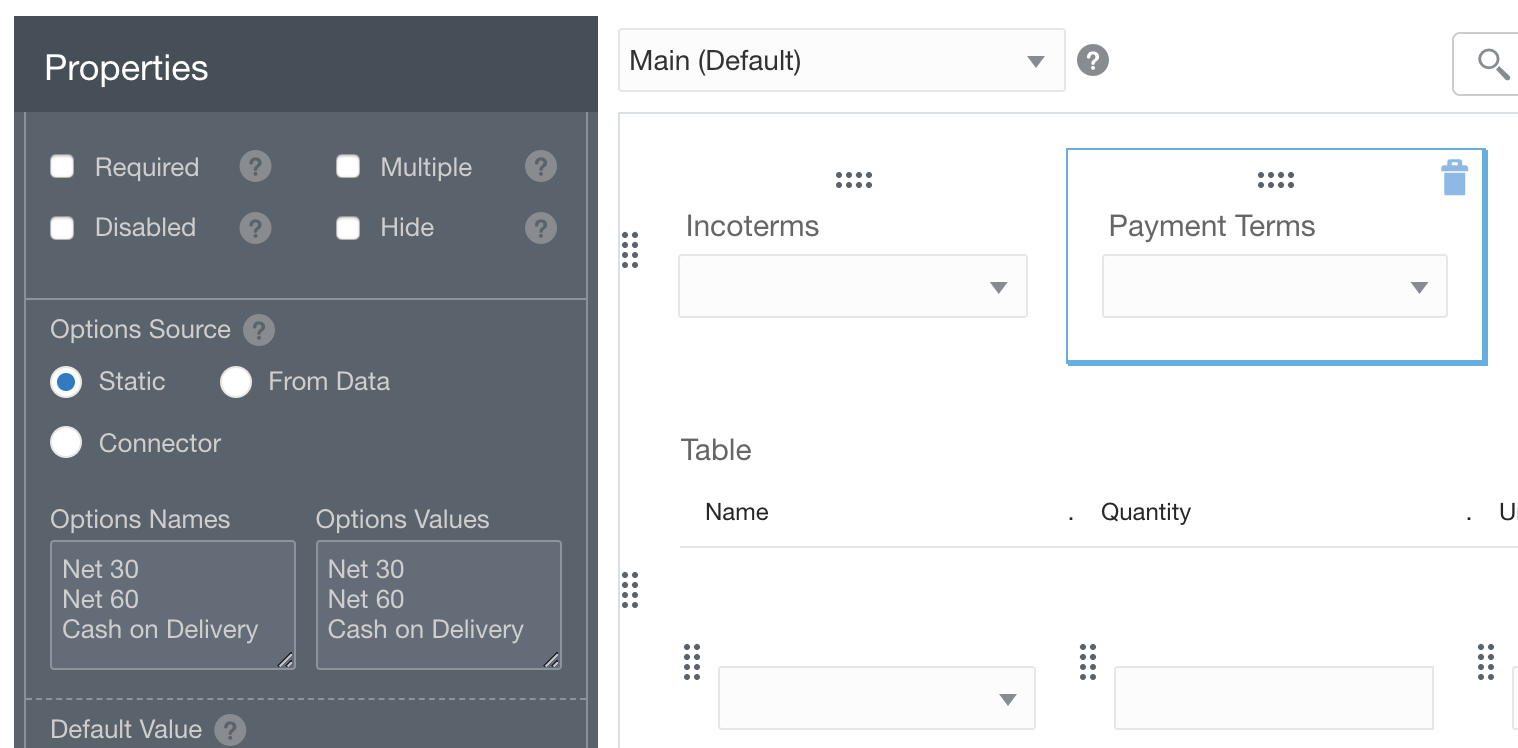 Properties
Required ? Multiple ?
Disabled ? Hide ?
Options Source ?
Static From Data
Connector
Options Names Options Values
Net 30 Net 30
Net 60 Net 60
Cash on Delivery Cash on Delivery
Default Value ?
Main (Default) ?
Incoterms Payment Terms
Table
Name . Quantity .